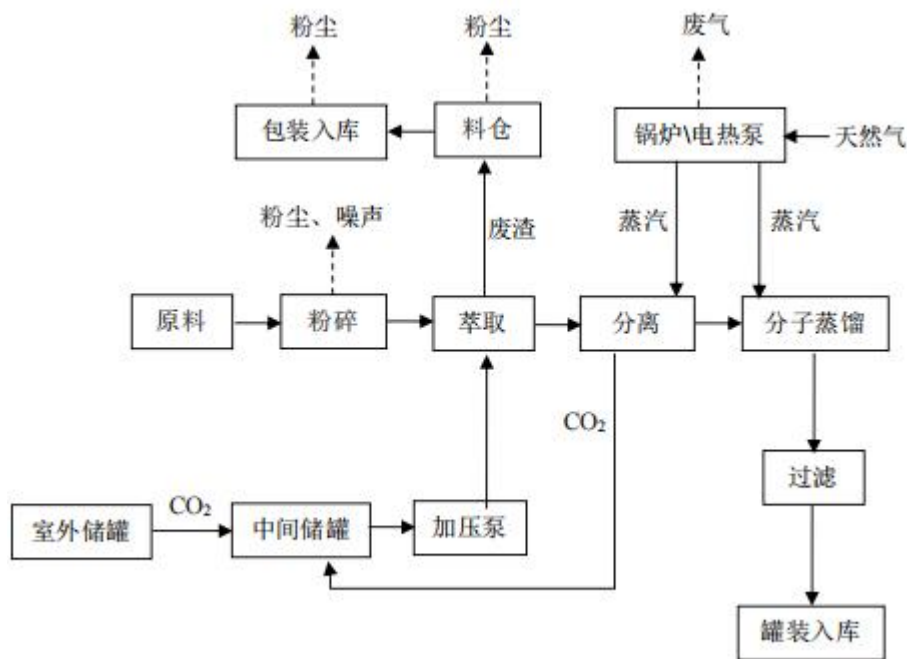 粉尘
粉尘
废气
包装入库
料仓
锅炉\电热泵
天然气
粉尘、噪声
废渣
蒸汽
蒸汽
原料
粉碎
萃取
分离
分子蒸馏
CO₂
过滤
CO₂
室外储罐
中间储罐
加压泵
罐装入库